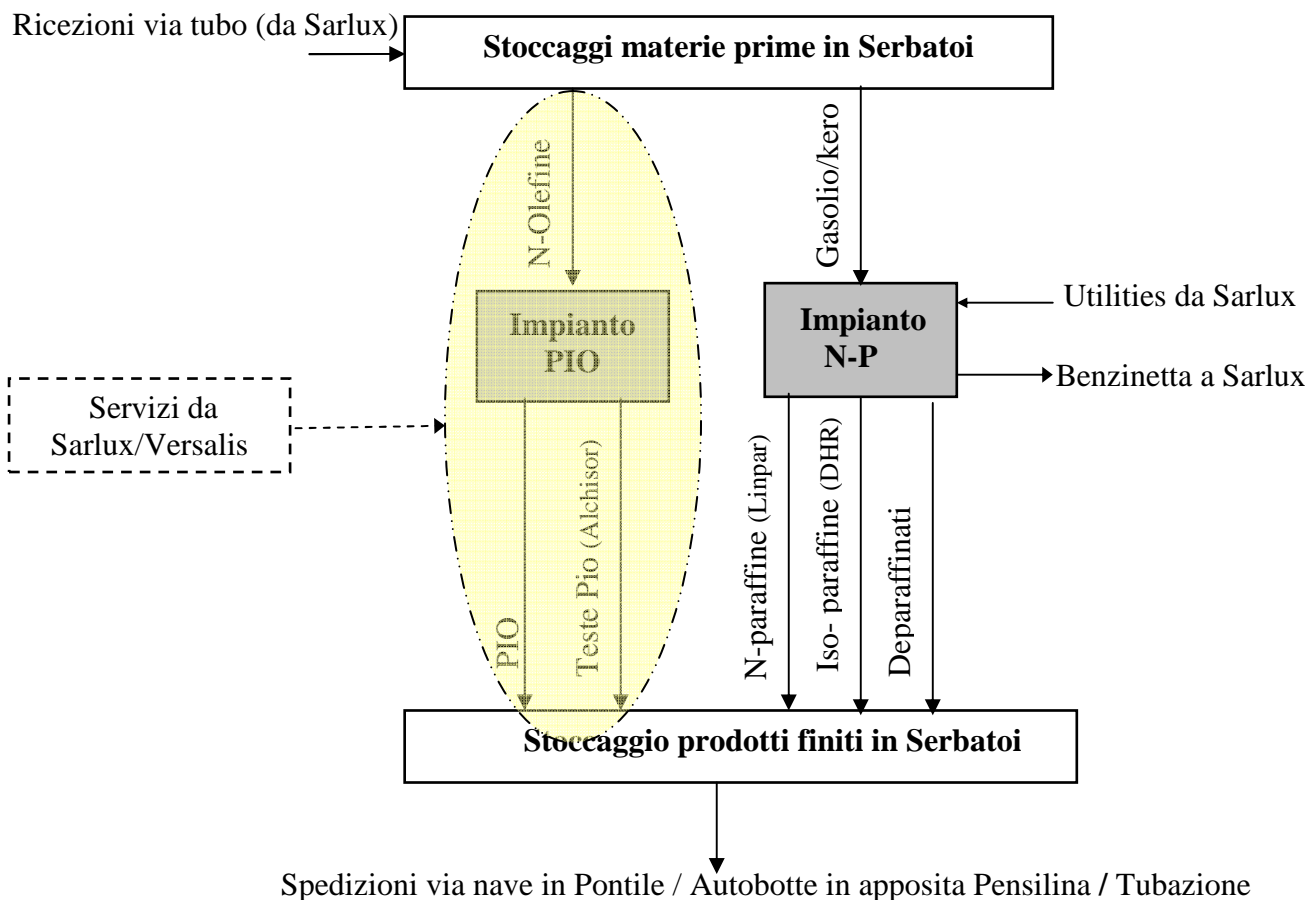 Ricezioni via tubo (da Sarlux)
Stoccaggi materie prime in Serbatoi
N-Olefine
Gasolio/kero
Impianto
PIO
Impianto
N-P
Utilities da Sarlux
Benzinetta a Sarlux
Servizi da
Sarlux/Versalis
PIO
Teste Pio (Alchisor)
N-paraffine (Linpar)
Iso- paraffine (DHR)
Deparaffinati
Stoccaggio prodotti finiti in Serbatoi
Spedizioni via nave in Pontile / Autobotte in apposita Pensilina / Tubazione